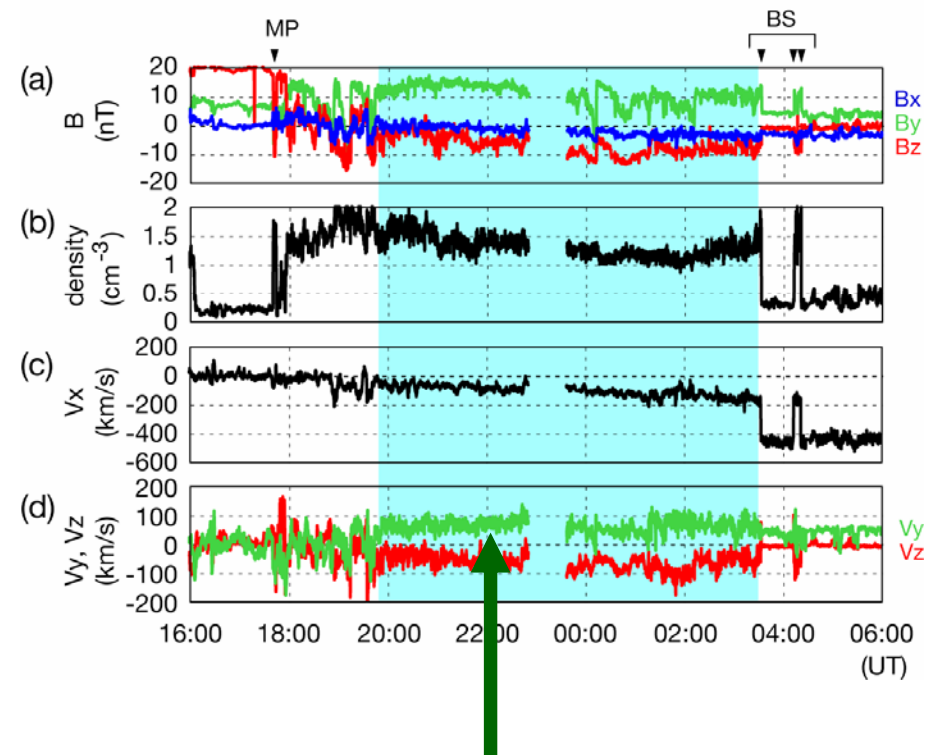 MP
BS
(a)
B
(nT)
20
10
0
-10
-20
Bx
By
Bz
(b)
density
(cm-3)
2
1.5
1
0.5
0
(c)
Vx
(km/s)
200
0
-200
-400
-600
(d)
Vy, Vz
(km/s)
200
100
0
-100
-200
Vy
Vz
16:00 18:00 20:00 22:00 00:00 02:00 04:00 06:00
(UT)